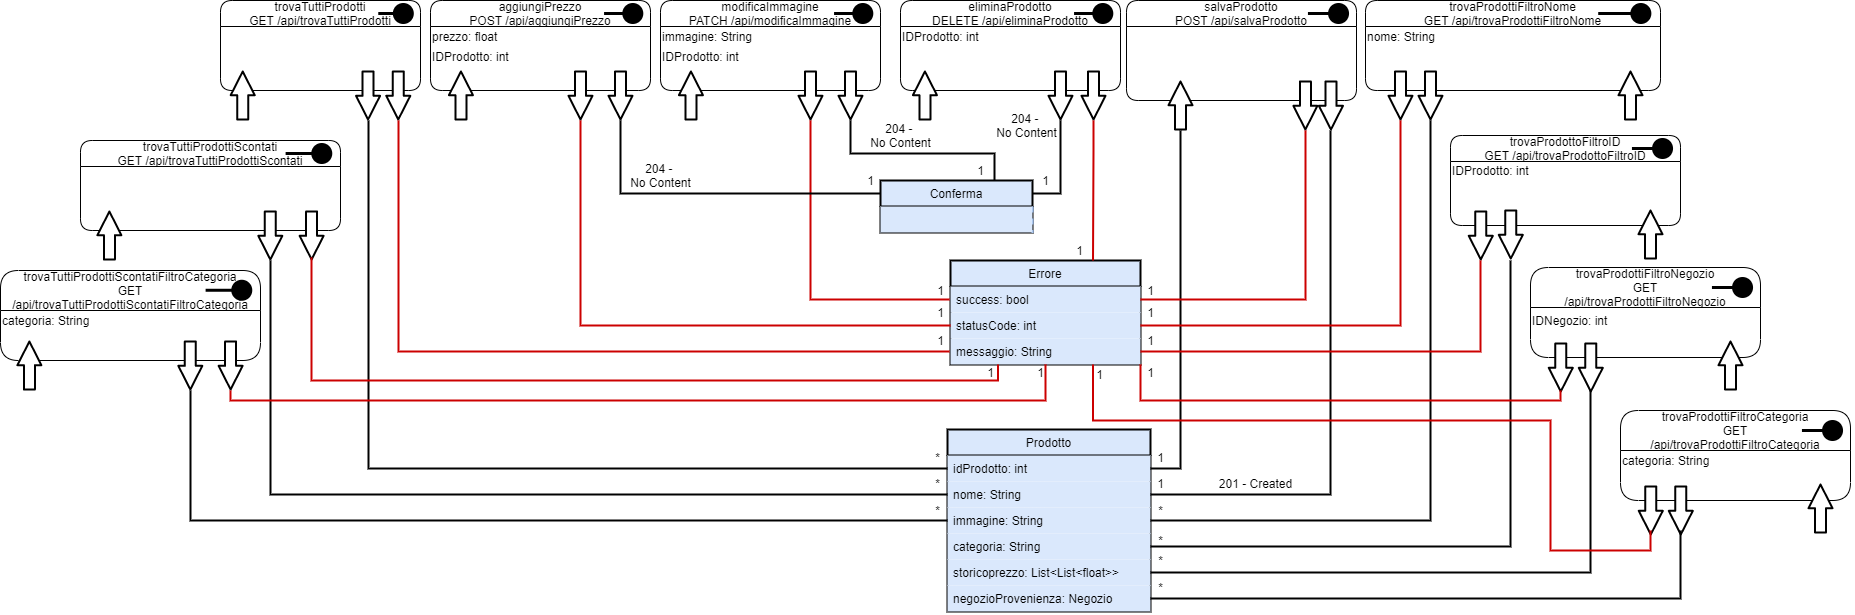 trovaTuttiProdotti
GET /api/trovaTuttiProdotti
aggiungiPrezzo
POST /api/aggiungiPrezzo
prezzo: float
IDProdotto: int
modificaImmagine
PATCH /api/modificaImmagine
immagine: String
IDProdotto: int
eliminaProdotto
DELETE /api/eliminaProdotto
IDProdotto: int
salvaProdotto
POST /api/salvaProdotto
trovaProdottiFiltroNome
GET /api/trovaProdottiFiltroNome
nome: String
trovaTuttiProdottiScontati
GET /api/trovaTuttiProdottiScontati
204 -
No Content
204 -
No Content
204 -
No Content
1
1
1
Conferma
trovaProdottoFiltroID
GET /api/trovaProdottoFiltroID
IDProdotto: int
trovaTuttiProdottiScontatiFiltroCategoria
GET
/api/trovaTuttiProdottiScontatiFiltroCategoria
categoria: String
1
Errore
success: bool
statusCode: int
messaggio: String
1
1
1
1
1
1
1
1
1
1
trovaProdottiFiltroNegozio
GET
/api/trovaProdottiFiltroNegozio
IDNegozio: int
trovaProdottiFiltroCategoria
GET
/api/trovaProdottiFiltroCategoria
categoria: String
Prodotto
idProdotto: int
nome: String
immagine: String
categoria: String
storicoprezzo: List<List<float>>
negozioProvenienza: Negozio
*
*
*
1
1
201 - Created
*
*
*
*